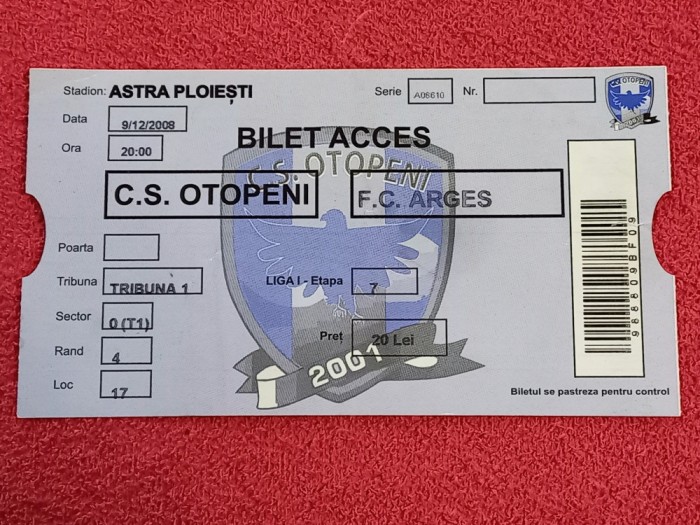 Stadion: ASTRA PLOIEȘTI Serie A06610 Nr.
C.S. OTOPENI
Data 9/12/2008
Ora 20:00
BILET ACCES
C.S. OTOPENI
C.S. OTOPENI F.C. ARGES
Poarta
Tribuna TRIBUNA 1 LIGA I - Etapa 7
Sector 0 (T1)
Preț 20 Lei
Rand 4
2001
Loc 17
Biletul se pastreza pentru control
988809BF09